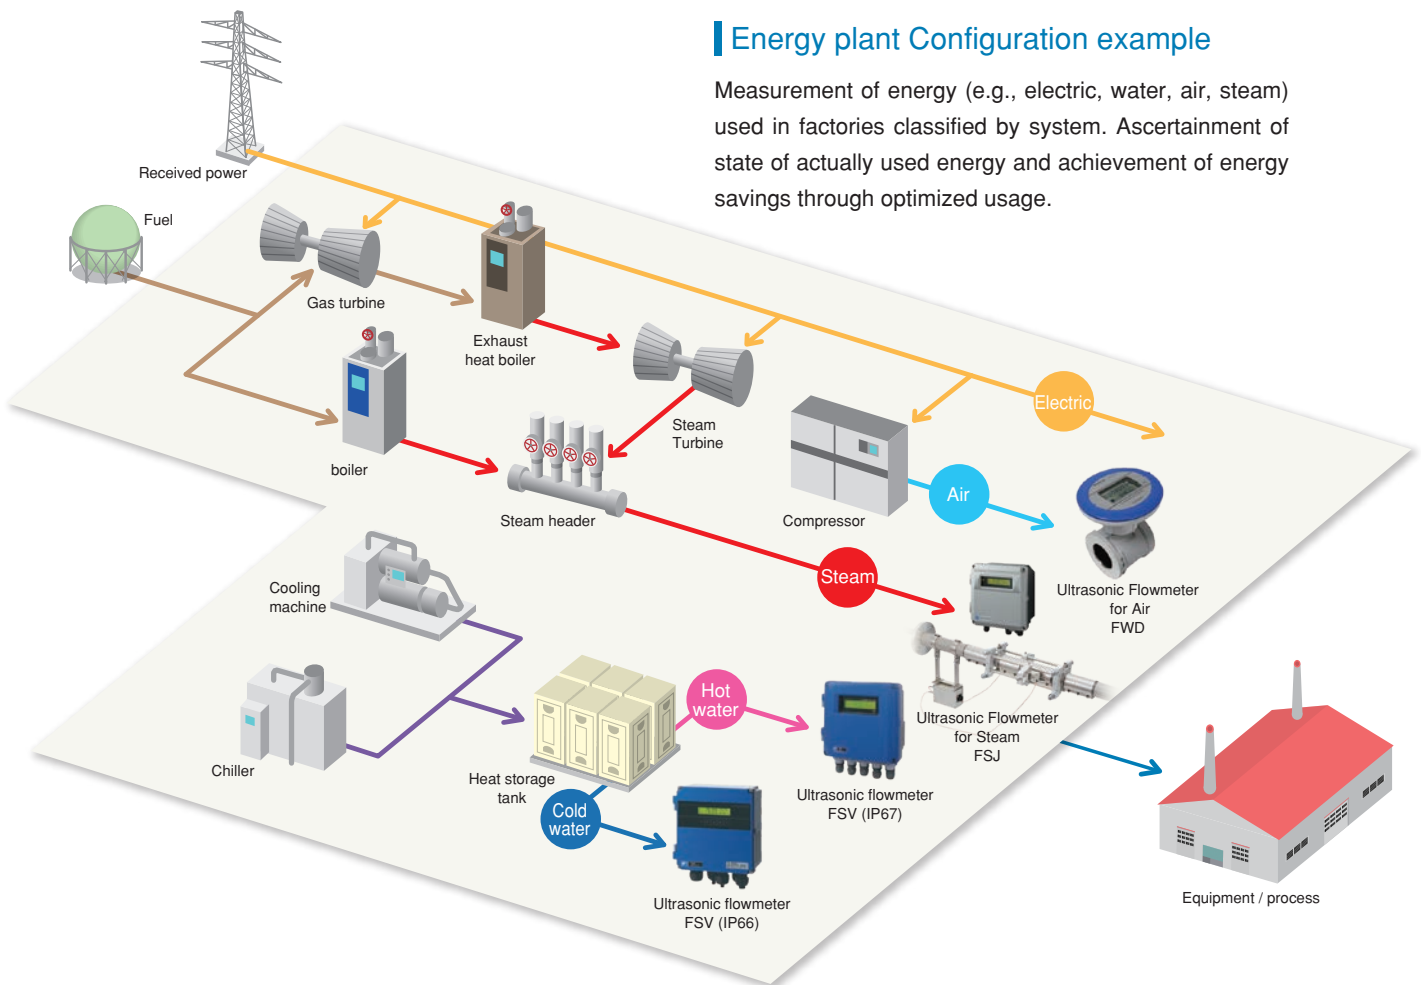 Energy plant Configuration example
Measurement of energy (e.g., electric, water, air, steam)
used in factories classified by system. Ascertainment of
state of actually used energy and achievement of energy
savings through optimized usage.
Received power
Fuel
Gas turbine
Exhaust
heat boiler
boiler
Steam
Turbine
Steam header
Electric
Compressor
Air
Ultrasonic Flowmeter
for Air
FWD
Steam
Ultrasonic Flowmeter
for Steam
FSJ
Cooling
machine
Chiller
Heat storage
tank
Hot
water
Ultrasonic flowmeter
FSV (IP67)
Cold
water
Ultrasonic flowmeter
FSV (IP66)
Equipment / process